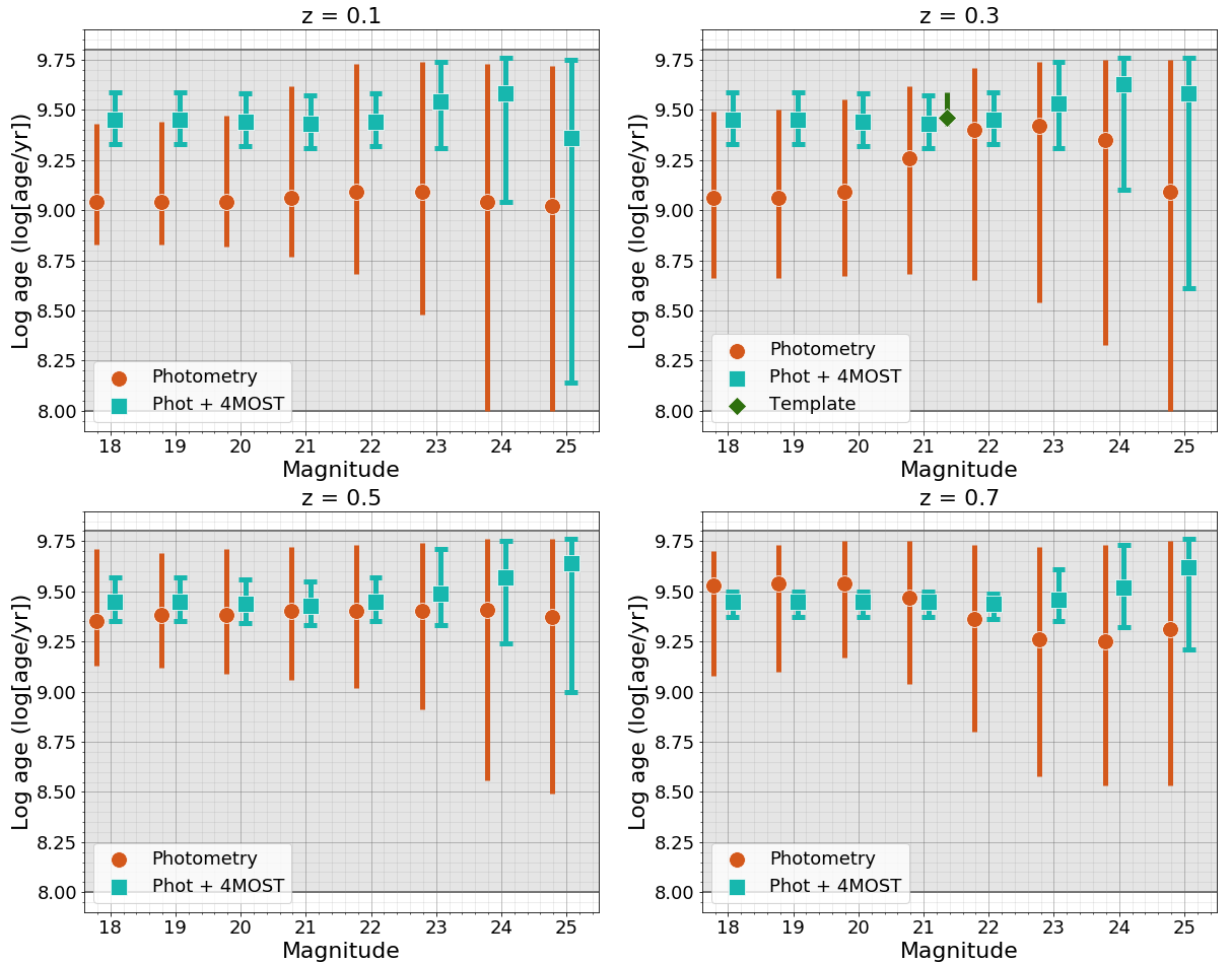 z = 0.1
Log age (log[age/yr])
9.75
9.50
9.25
9.00
8.75
8.50
8.25
8.00
Photometry
Phot + 4MOST
18 19 20 21 22 23 24 25
Magnitude
z = 0.3
Log age (log[age/yr])
9.75
9.50
9.25
9.00
8.75
8.50
8.25
8.00
Photometry
Phot + 4MOST
Template
18 19 20 21 22 23 24 25
Magnitude
z = 0.5
Log age (log[age/yr])
9.75
9.50
9.25
9.00
8.75
8.50
8.25
8.00
Photometry
Phot + 4MOST
18 19 20 21 22 23 24 25
Magnitude
z = 0.7
Log age (log[age/yr])
9.75
9.50
9.25
9.00
8.75
8.50
8.25
8.00
Photometry
Phot + 4MOST
18 19 20 21 22 23 24 25
Magnitude